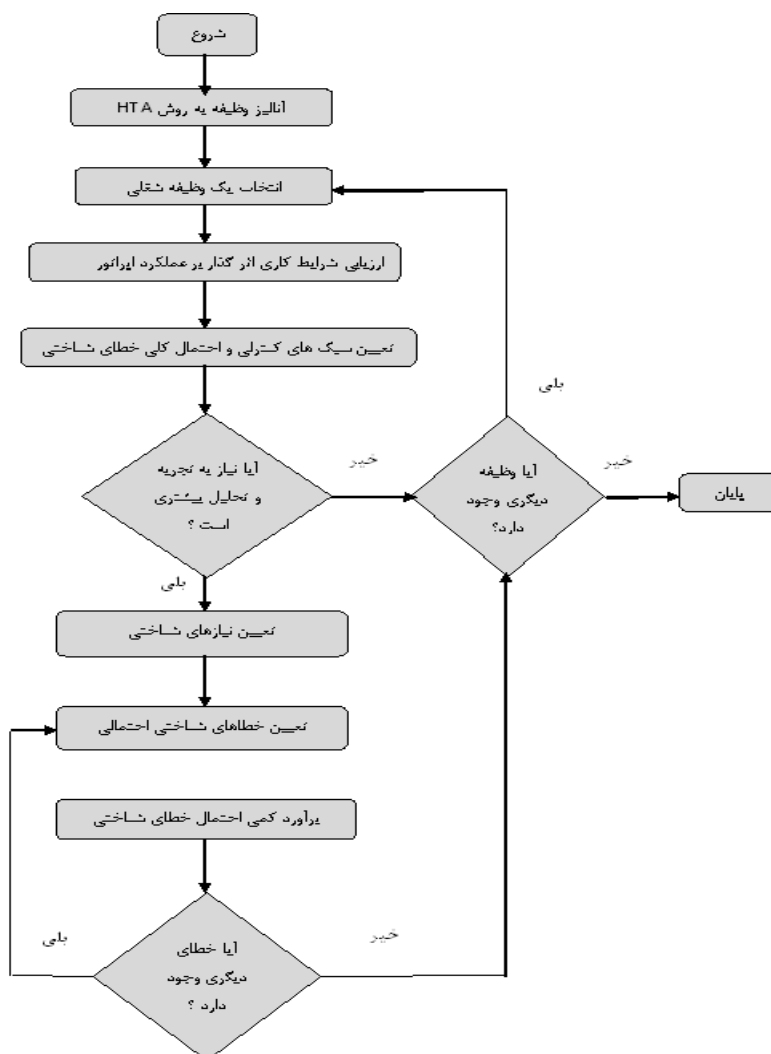 شروع
آنالیز وظیفه به روش HTA
انتخاب یک وظیفه شغلی
ارزیابی شرایط کاری اثر گذار بر عملکرد اپراتور
تعیین سبک های کنترلی و احتمال کلی خطای شناختی
آیا نیاز به تجزیه
و تحلیل بیشتری
است ؟
خیر
بلی
آیا وظیفه
دیگری وجود
دارد؟
بلی
خیر
پایان
تعیین نیازهای شناختی
تعیین خطاهای شناختی احتمالی
برآورد کمی احتمال خطای شناختی
آیا خطای
دیگری وجود
دارد ؟
بلی
خیر